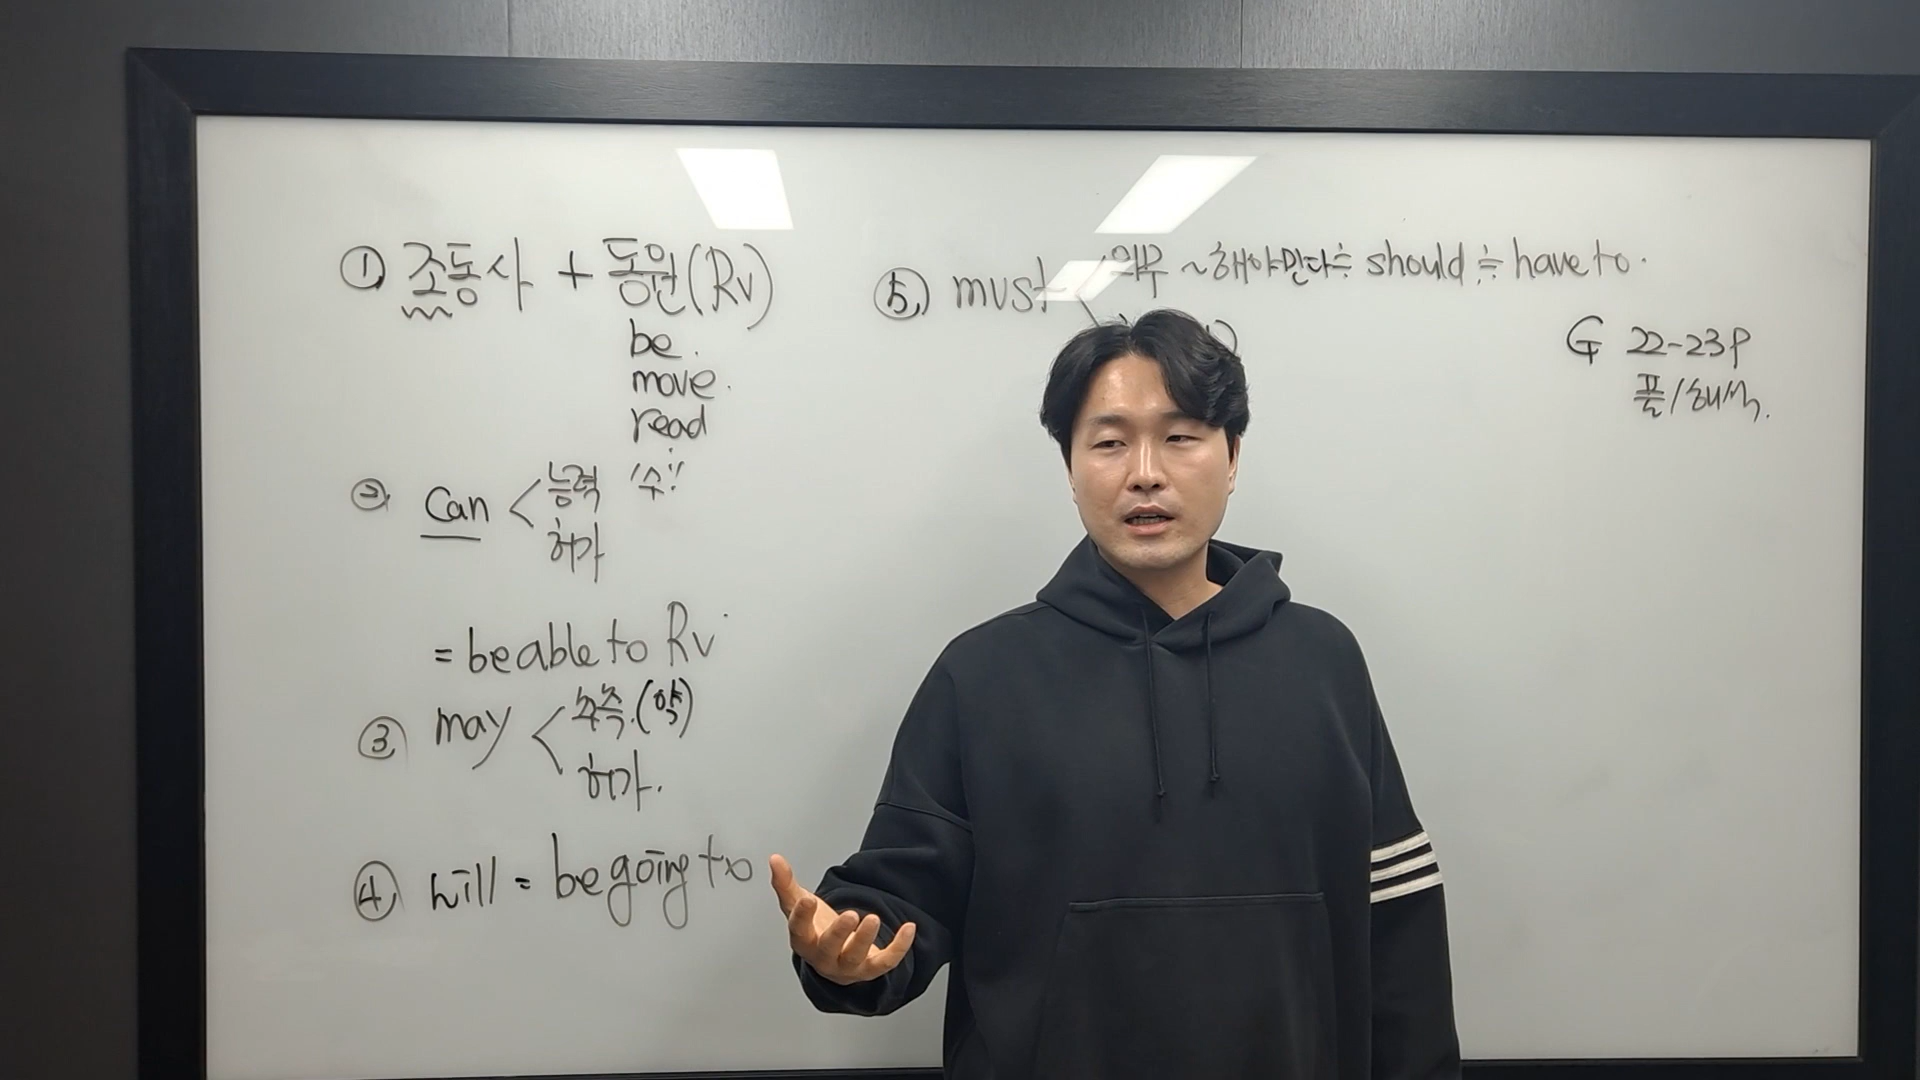 ① 조동사 + 동원(Rv)
be.
move.
read
② can < 능력 '수'!
허가
= be able to Rv
③ may < 추측.(약)
허가.
④ will = be going to
⑤ must < 의무 ~해야만다≒ should ≒ have to.
G 22-23p
풀/해석.